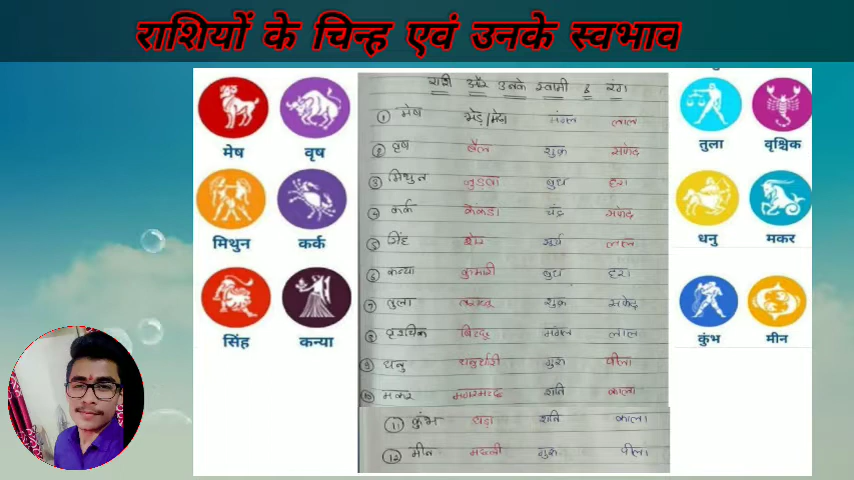 राशियों के चिन्ह एवं उनके स्वभाव
मेष
वृष
मिथुन
कर्क
सिंह
कन्या
राशी और उनके स्वामी व रंग
① मेष भेड़/मेढा मंगल लाल
② वृष बैल शुक्र सफेद
③ मिथुन जुडवा बुध हरा
④ कर्क केकडा चंद्र सफेद
⑤ सिंह शेर सूर्य लाल
⑥ कन्या कुमारी बुध हरा
⑦ तुला तराजू शुक्र सफेद
⑧ वृश्चिक बिच्छू मंगल लाल
⑨ धनु धनुर्धारी गुरु पीला
⑩ मकर मगरमच्छ शनि काला
⑪ कुंभ घड़ा शनि काला
⑫ मीन मछली गुरु पीला
तुला
वृश्चिक
धनु
मकर
कुंभ
मीन